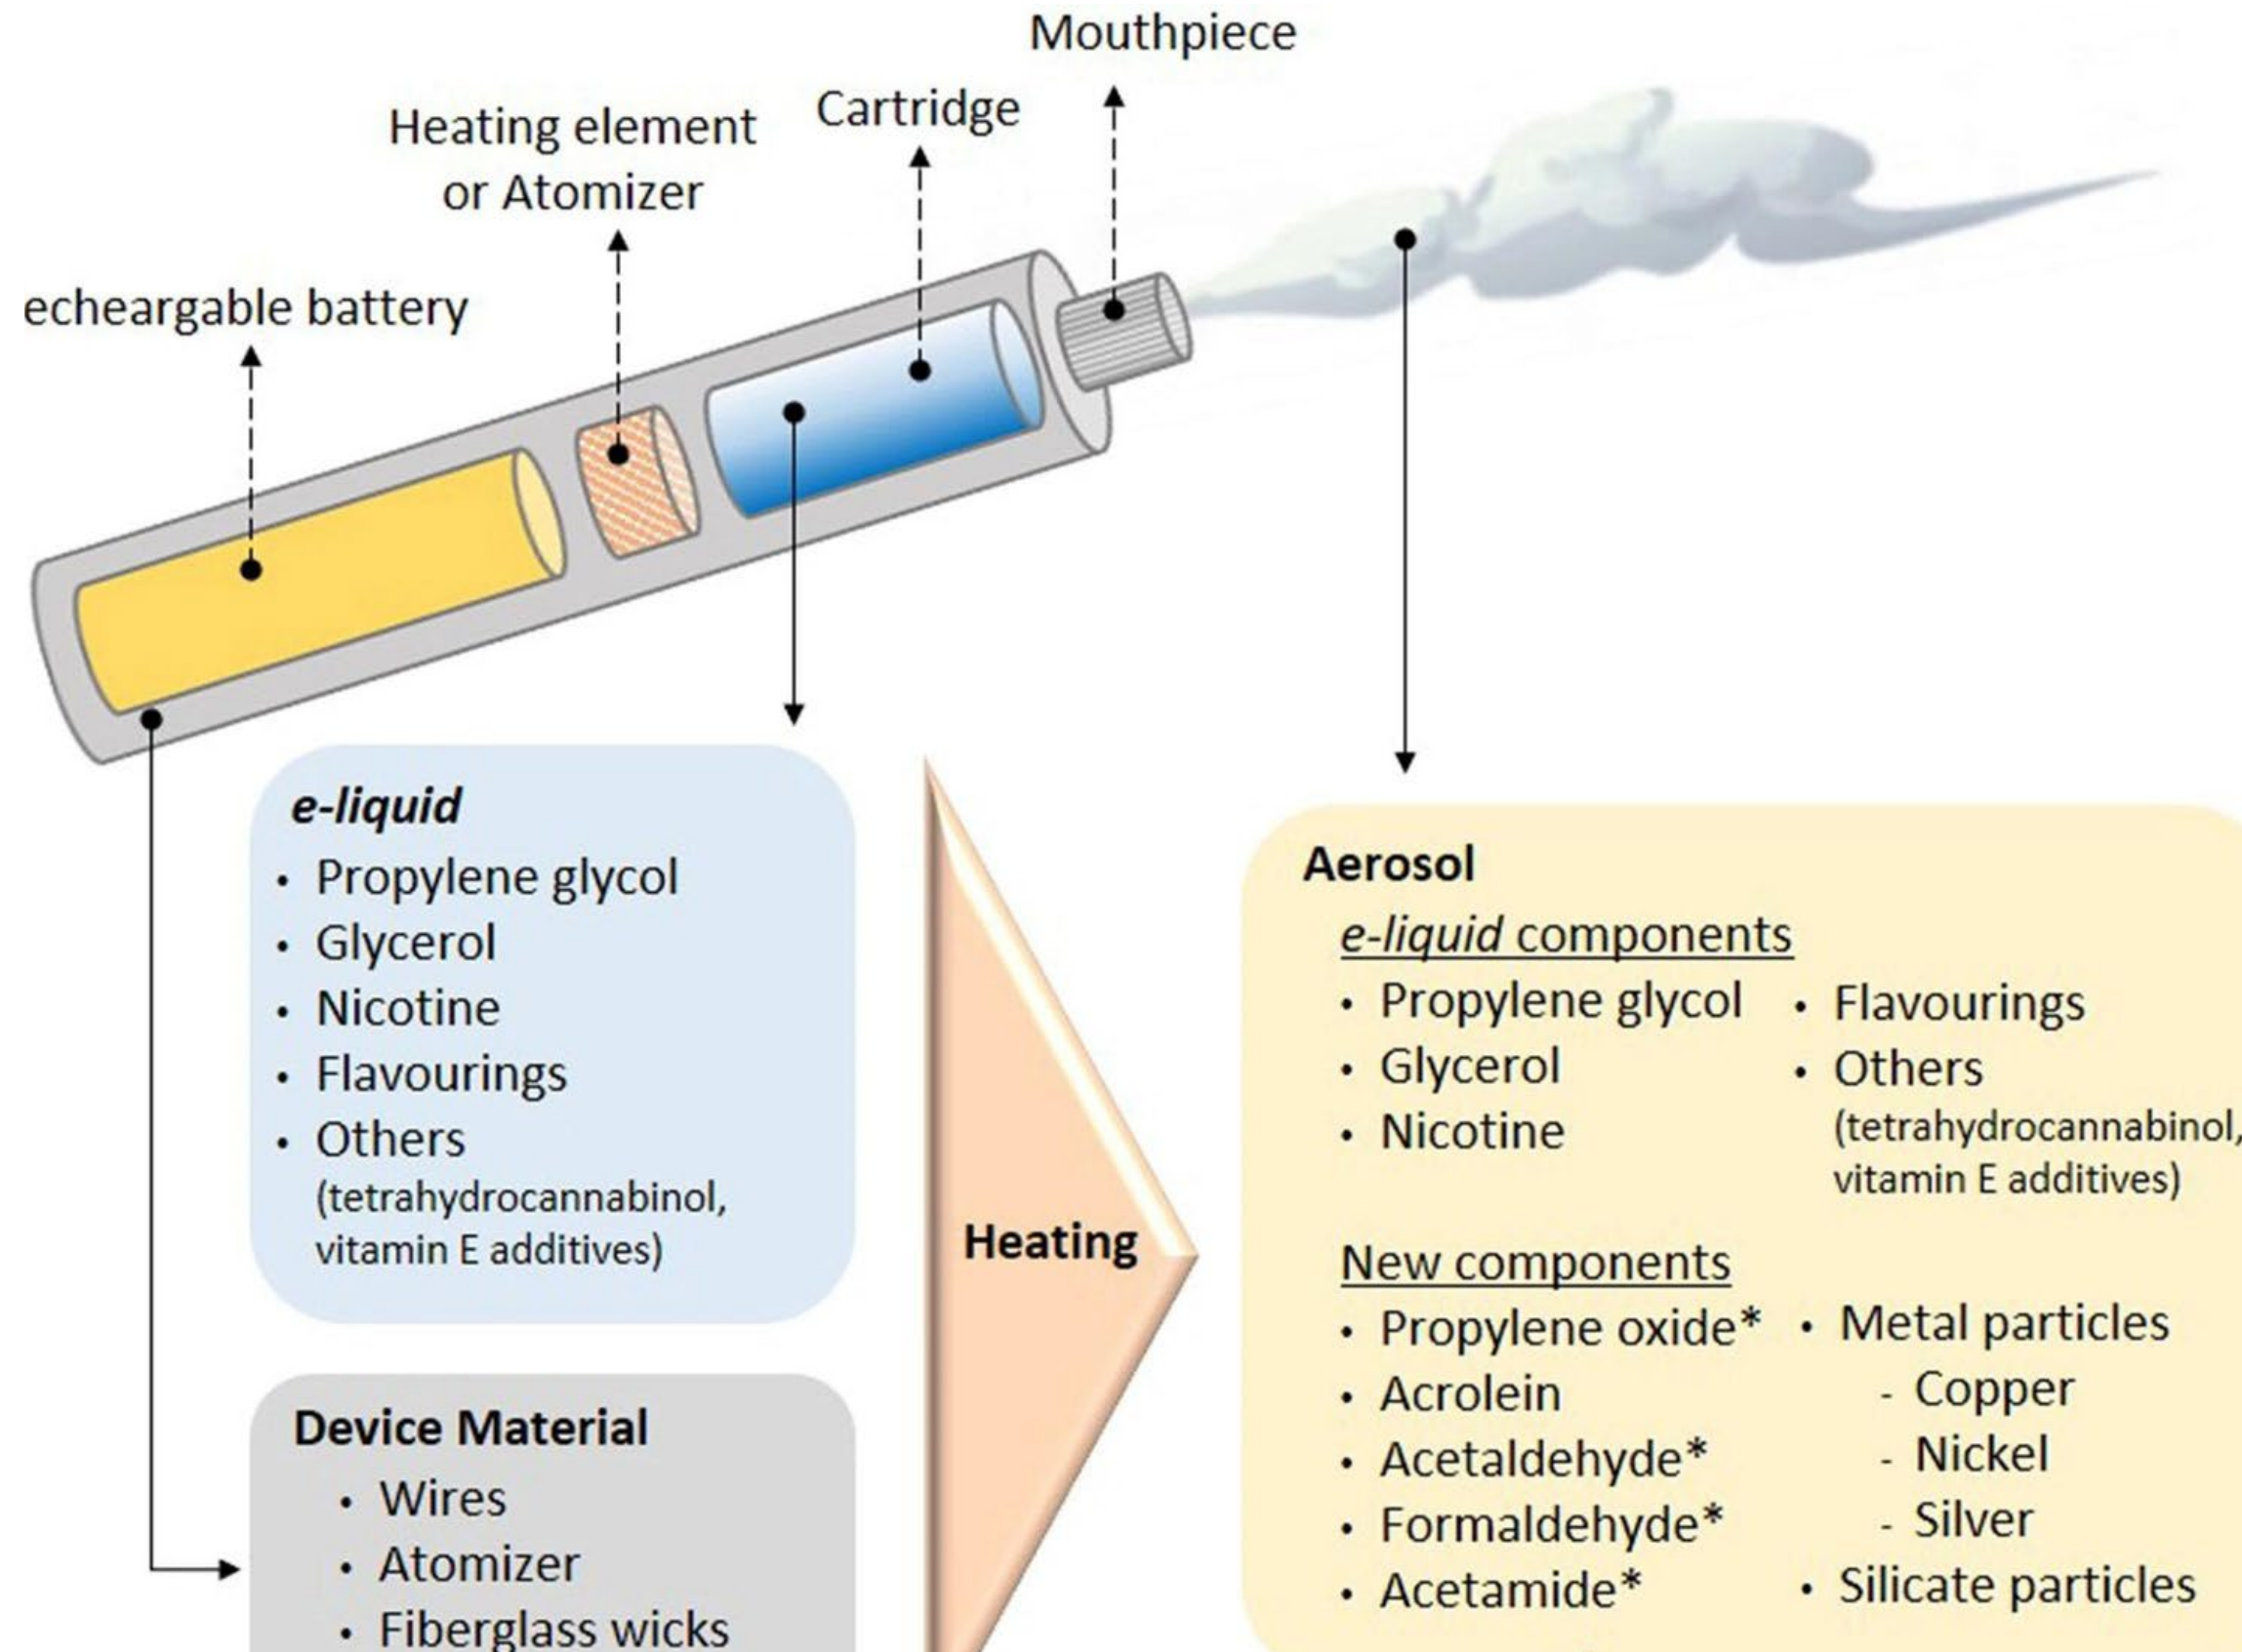 Mouthpiece
Cartridge
Heating element
or Atomizer
echeargable battery
e-liquid
• Propylene glycol
• Glycerol
• Nicotine
• Flavourings
• Others
(tetrahydrocannabinol,
vitamin E additives)
Device Material
• Wires
• Atomizer
• Fiberglass wicks
Heating
Aerosol
e-liquid components
• Propylene glycol
• Glycerol
• Nicotine
• Flavourings
• Others
(tetrahydrocannabinol,
vitamin E additives)
New components
• Propylene oxide*
• Acrolein
• Acetaldehyde*
• Formaldehyde*
• Acetamide*
• Metal particles
- Copper
- Nickel
- Silver
• Silicate particles